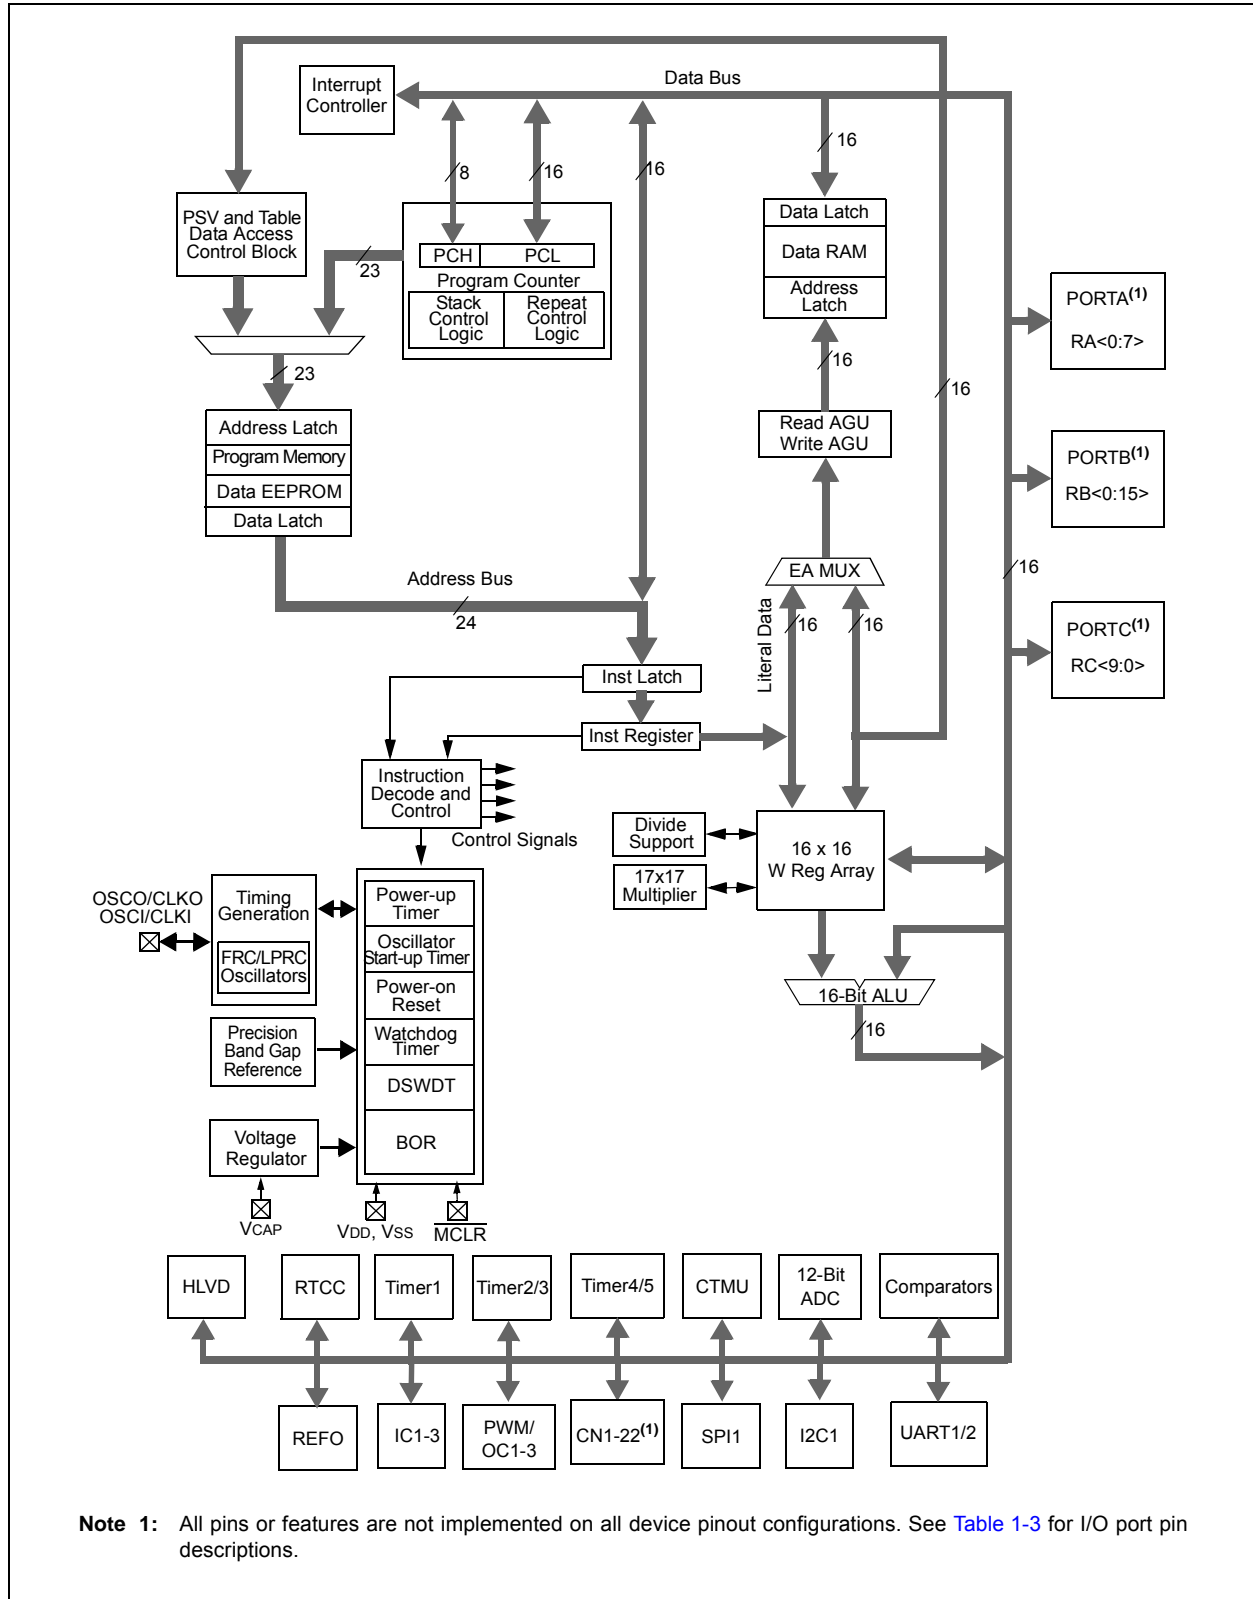 Data Bus
Interrupt
Controller
16
8
16
16
PSV and Table
Data Access
Control Block
23
PCH
PCL
Program Counter
Stack
Control
Logic
Repeat
Control
Logic
Data Latch
Data RAM
Address
Latch
PORTA(1)
RA<0:7>
23
16
16
Address Latch
Program Memory
Data EEPROM
Data Latch
Read AGU
Write AGU
PORTB(1)
RB<0:15>
Address Bus
24
EA MUX
16
Literal Data
16
16
PORTC(1)
RC<9:0>
Inst Latch
Inst Register
Instruction
Decode and
Control
Control Signals
Divide
Support
17x17
Multiplier
16 x 16
W Reg Array
OSCO/CLKO
OSCI/CLKI
Timing
Generation
FRC/LPRC
Oscillators
Power-up
Timer
Oscillator
Start-up Timer
Power-on
Reset
Watchdog
Timer
DSWDT
BOR
16-Bit ALU
16
Precision
Band Gap
Reference
Voltage
Regulator
VCAP
VDD, VSS
MCLR
HLVD
RTCC
Timer1
Timer2/3
Timer4/5
CTMU
12-Bit
ADC
Comparators
REFO
IC1-3
PWM/
OC1-3
CN1-22(1)
SPI1
I2C1
UART1/2
Note 1: All pins or features are not implemented on all device pinout configurations. See Table 1-3 for I/O port pin
descriptions.